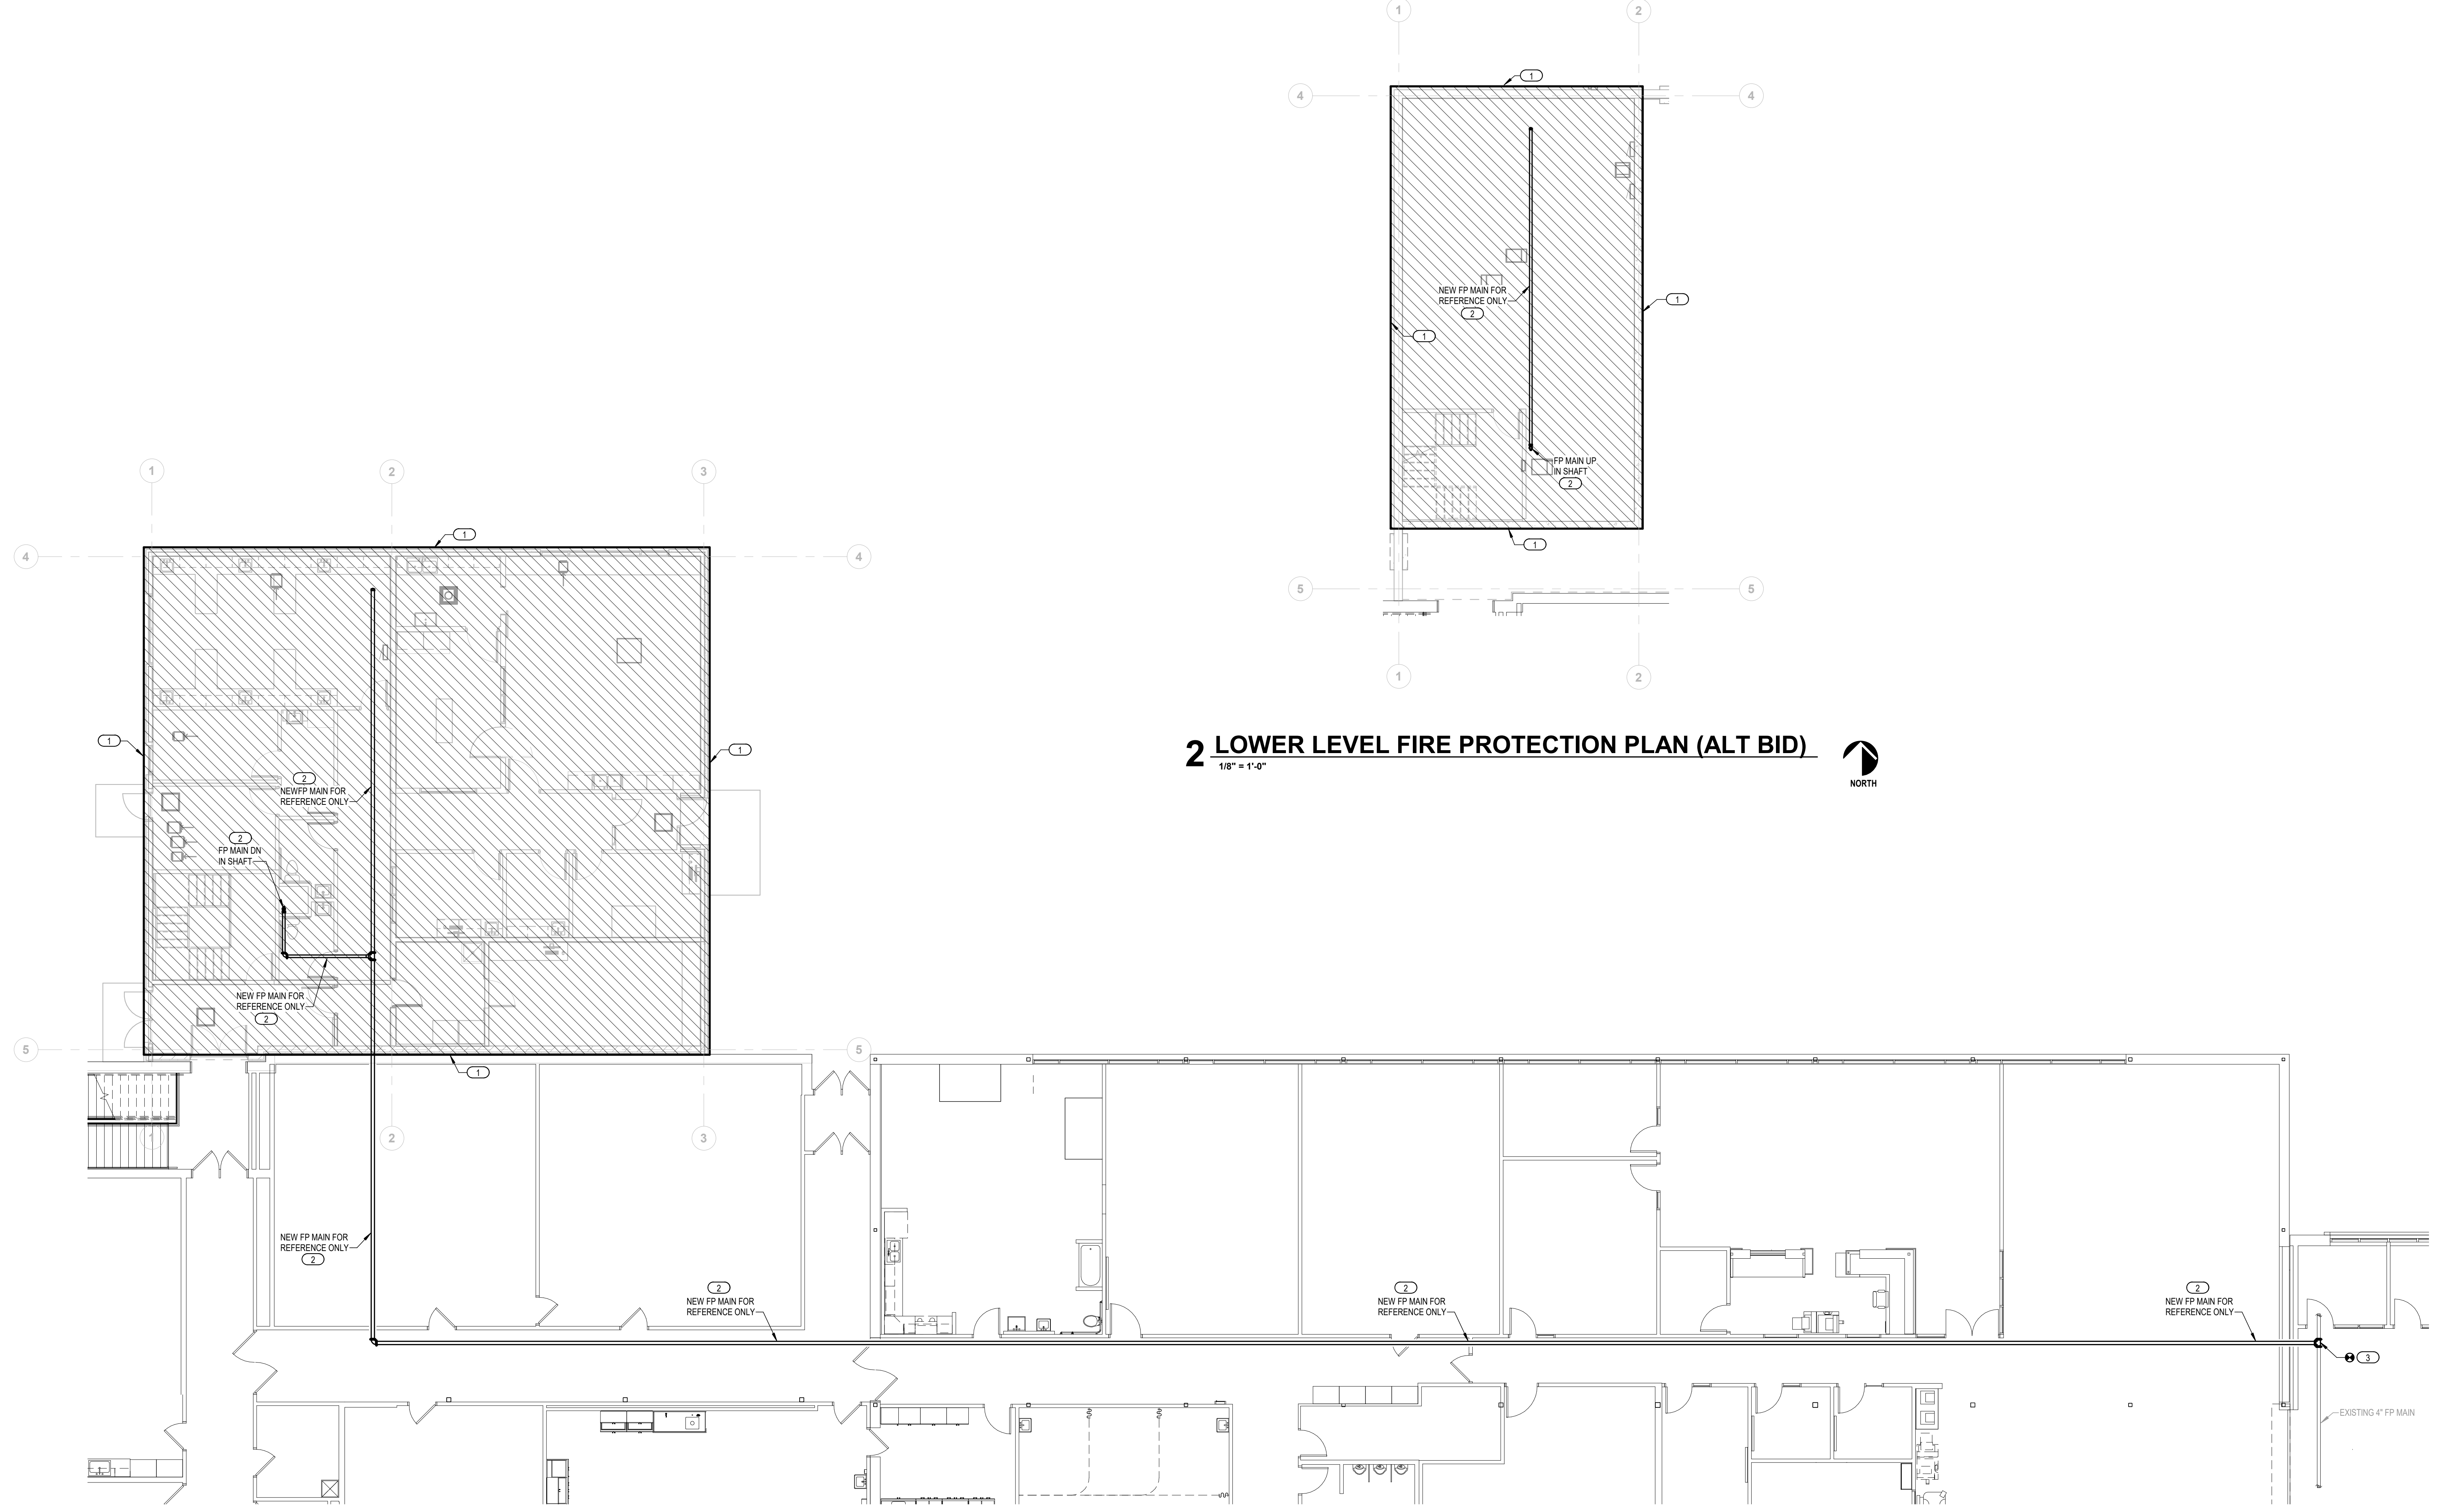 1
2
1
4
4
1
NEW FP MAIN FOR
REFERENCE ONLY
2
1
1
FP MAIN UP
IN SHAFT
2
1
5
5
1
2
2 LOWER LEVEL FIRE PROTECTION PLAN (ALT BID)
1/8" = 1'-0"
NORTH
1
2
3
1
4
4
1
1
2
NEWFP MAIN FOR
REFERENCE ONLY
2
FP MAIN DN
IN SHAFT
NEW FP MAIN FOR
REFERENCE ONLY
2
5
5
1
1
2
3
NEW FP MAIN FOR
REFERENCE ONLY
2
2
NEW FP MAIN FOR
REFERENCE ONLY
2
NEW FP MAIN FOR
REFERENCE ONLY
2
NEW FP MAIN FOR
REFERENCE ONLY
3
EXISTING 4" FP MAIN